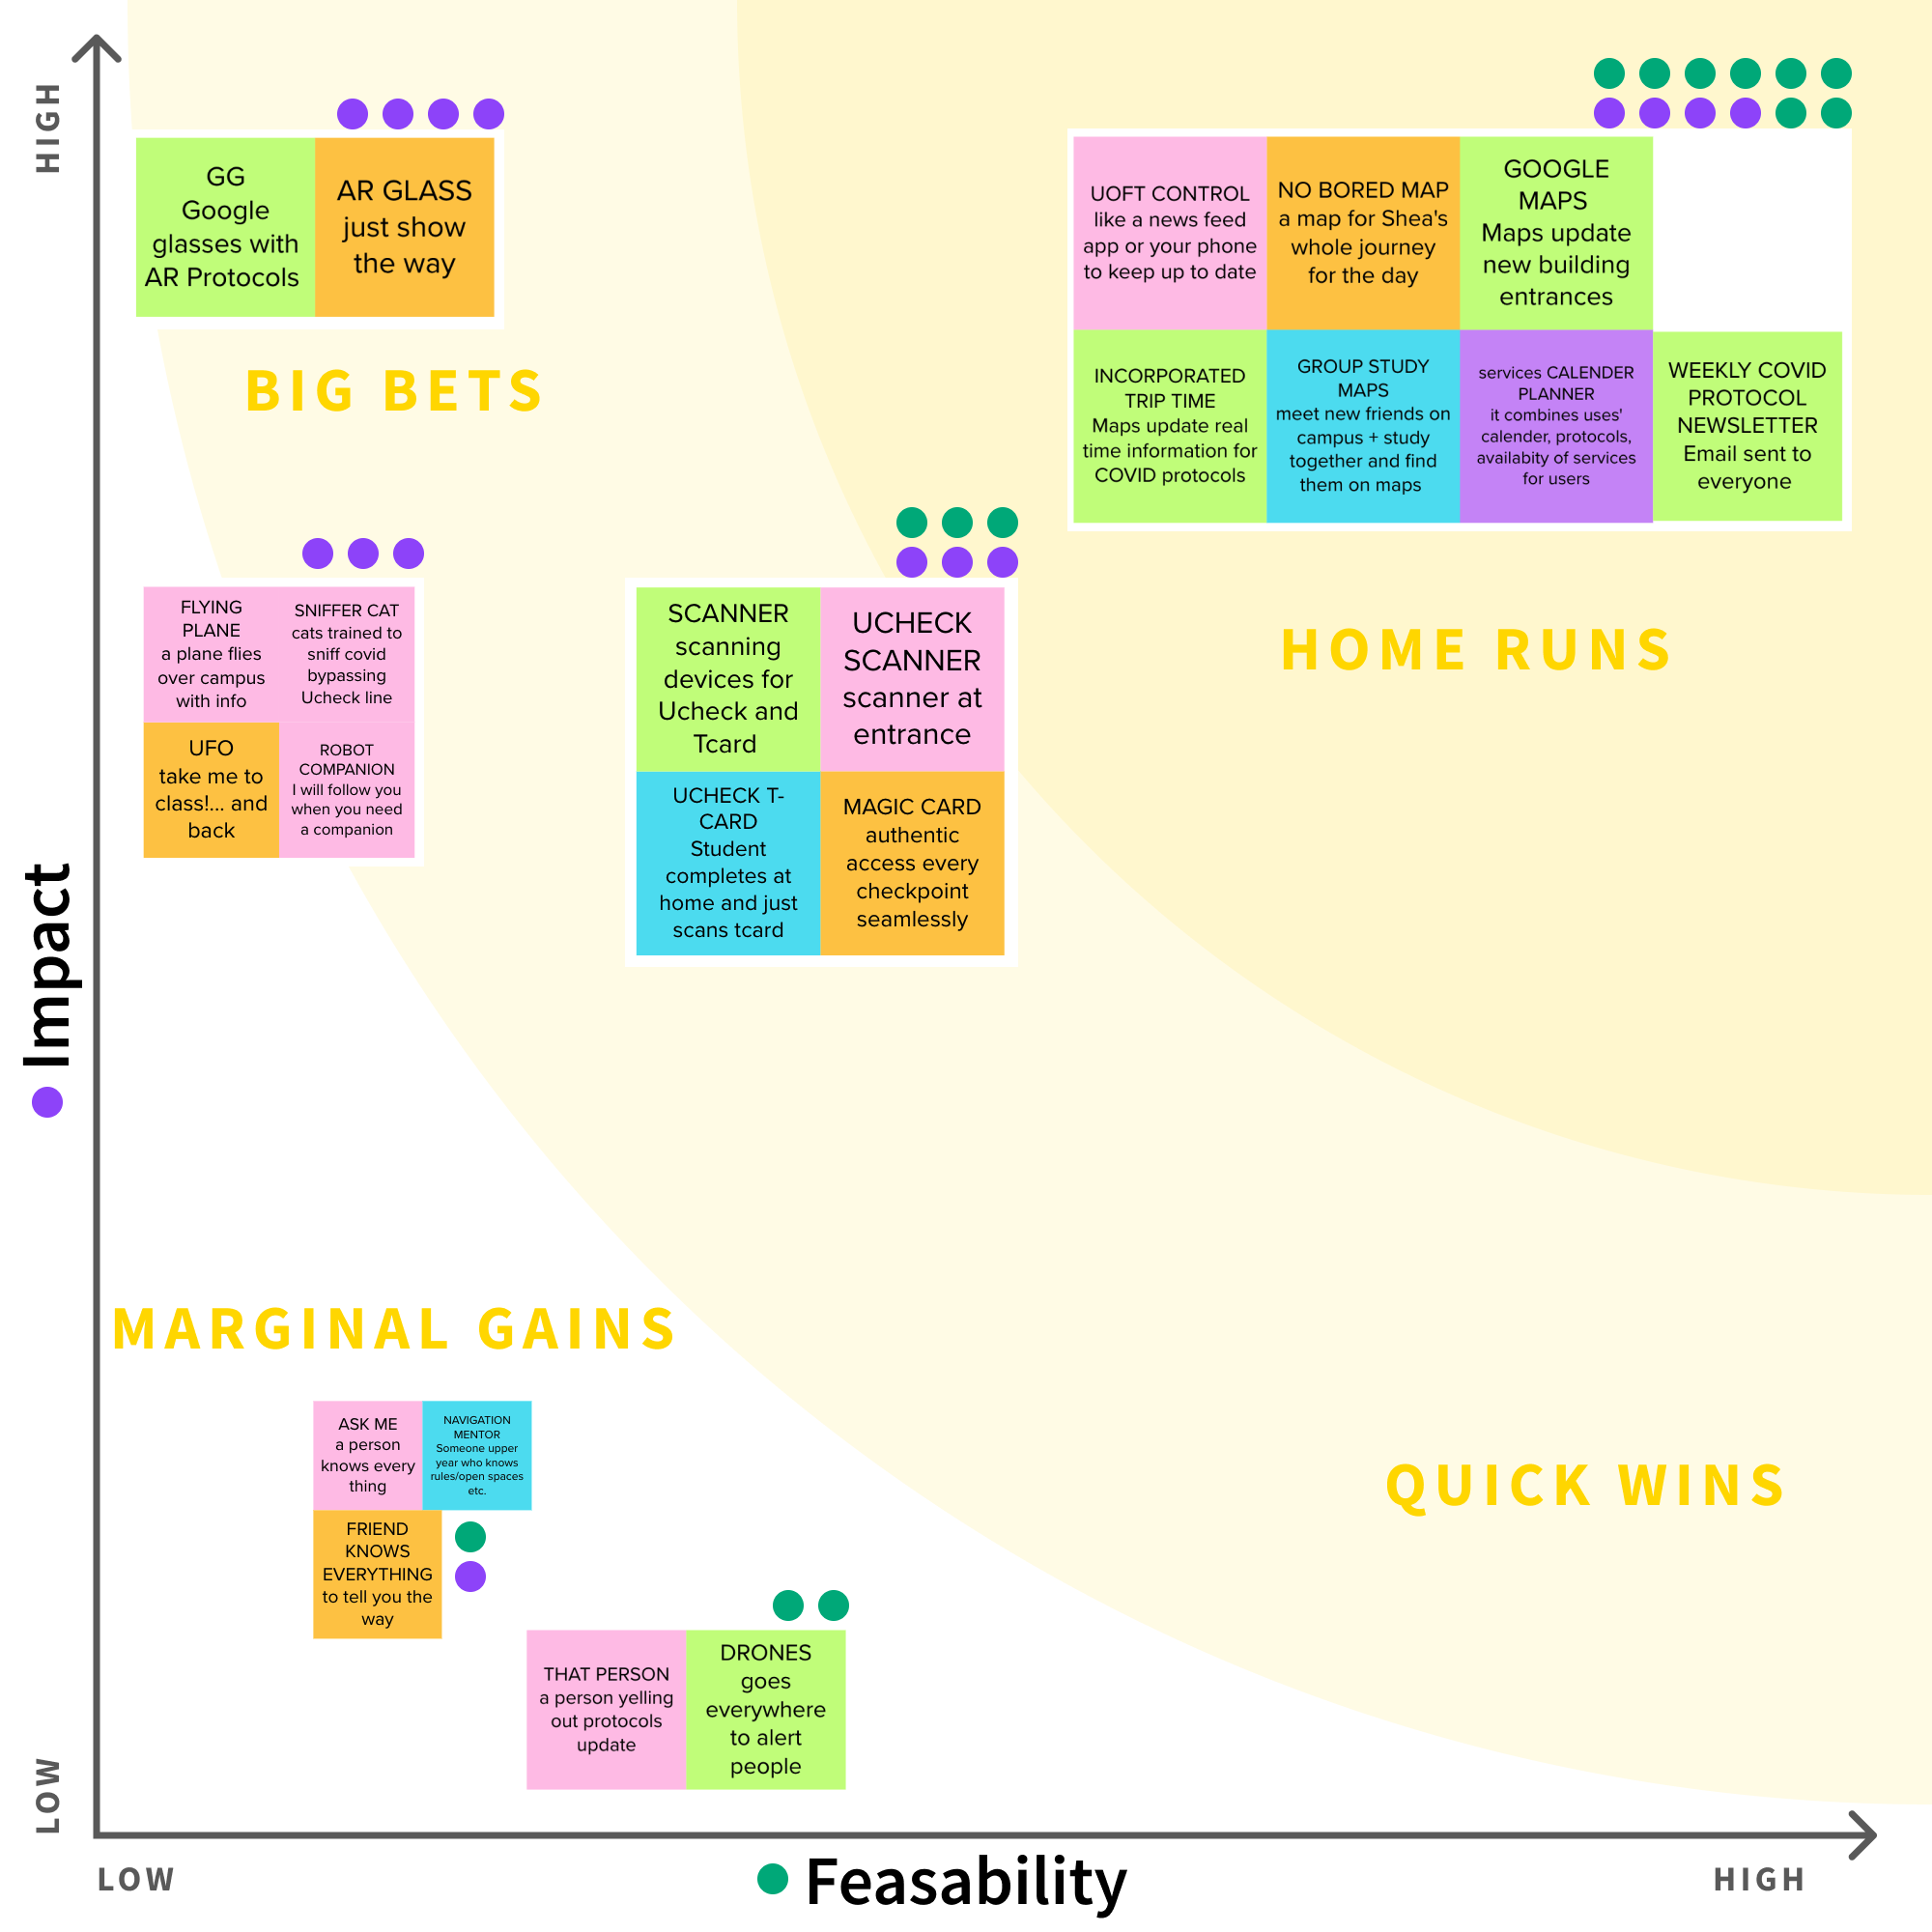 HIGH
GG
Google
glasses with
AR Protocols
AR GLASS
just show
the way
BIG BETS
UOFT CONTROL
like a news feed
app or your phone
to keep up to date
NO BORED MAP
a map for Shea's
whole journey
for the day
GOOGLE
MAPS
Maps update
new building
entrances
INCORPORATED
TRIP TIME
Maps update real
time information for
COVID protocols
GROUP STUDY
MAPS
meet new friends on
campus + study
together and find
them on maps
services CALENDER
PLANNER
it combines uses'
calender, protocols,
availabity of services
for users
WEEKLY COVID
PROTOCOL
NEWSLETTER
Email sent to
everyone
HOME RUNS
FLYING
PLANE
a plane flies
over campus
with info
SNIFFER CAT
cats trained to
sniff covid
bypassing
Ucheck line
UFO
take me to
class!... and
back
ROBOT
COMPANION
I will follow you
when you need
a companion
SCANNER
scanning
devices for
Ucheck and
Tcard
UCHECK
SCANNER
scanner at
entrance
UCHECK T-
CARD
Student
completes at
home and just
scans tcard
MAGIC CARD
authentic
access every
checkpoint
seamlessly
Impact
MARGINAL GAINS
ASK ME
a person
knows every
thing
NAVIGATION
MENTOR
Someone upper
year who knows
rules/open spaces
etc.
FRIEND
KNOWS
EVERYTHING
to tell you the
way
QUICK WINS
THAT PERSON
a person yelling
out protocols
update
DRONES
goes
everywhere
to alert
people
LOW
LOW
Feasability
HIGH